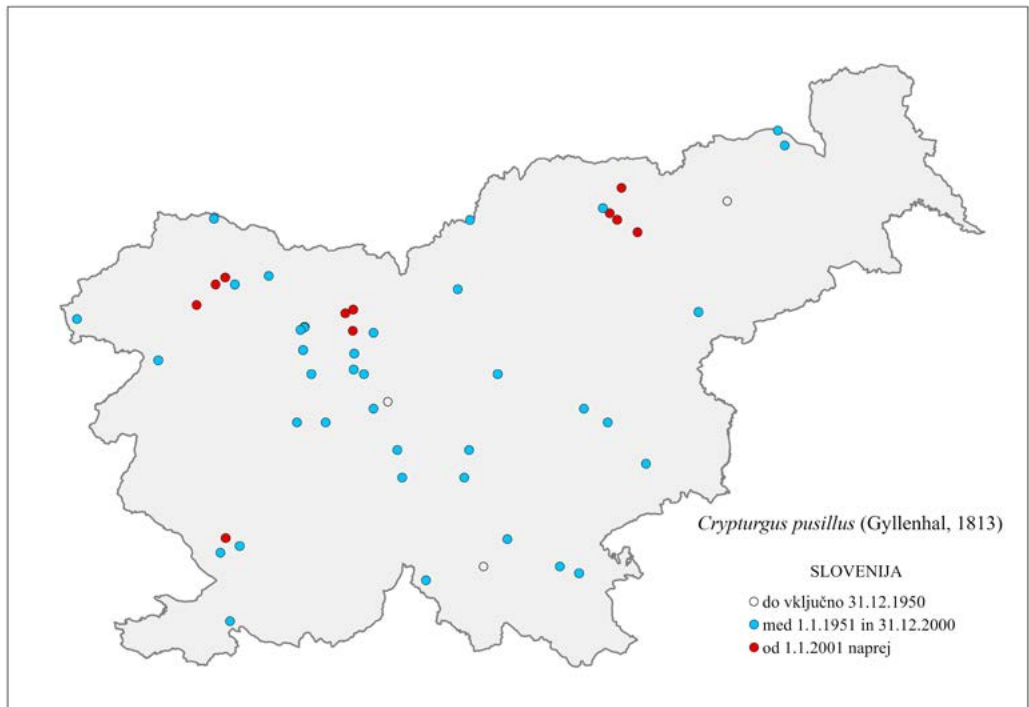 Crypturgus pusillus (Gyllenhal, 1813)
SLOVENIJA
do vključno 31.12.1950
med 1.1.1951 in 31.12.2000
od 1.1.2001 naprej